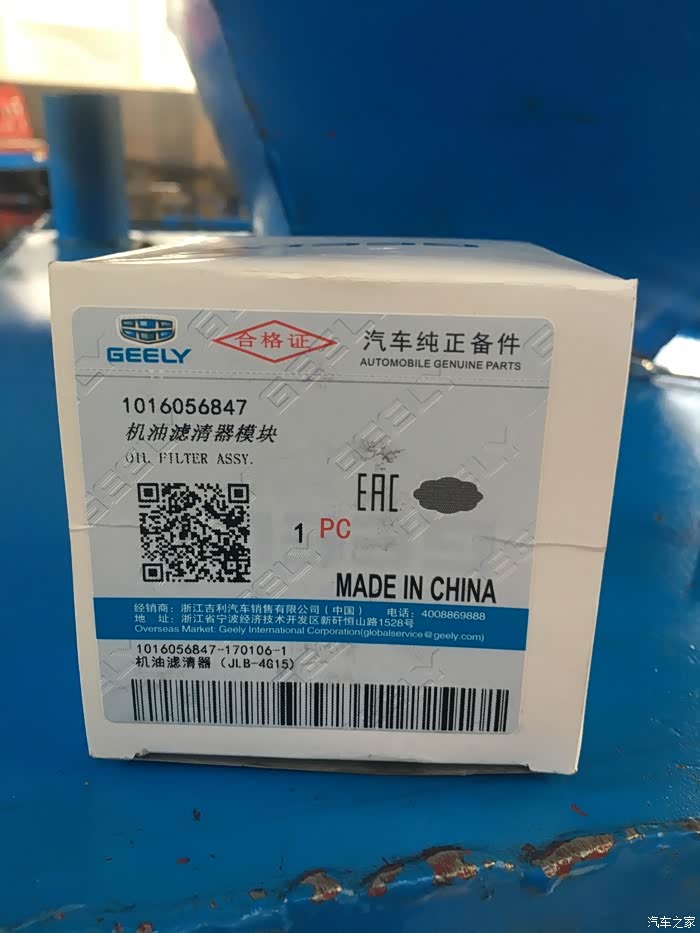 GEELY
合格证
汽车纯正备件
AUTOMOBILE GENUINE PARTS
1016056847
机油滤清器模块
OIL FILTER ASSY.
EAC
1 PC
MADE IN CHINA
经销商：浙江吉利汽车销售有限公司（中国） 电话：4008869888
地 址：浙江省宁波经济技术开发区新矸恒山路1528号
Overseas Market: Geely International Corporation(globalservice@geely.com)
1016056847-170106-1
机油滤清器（JLB-4G15)
汽车之家